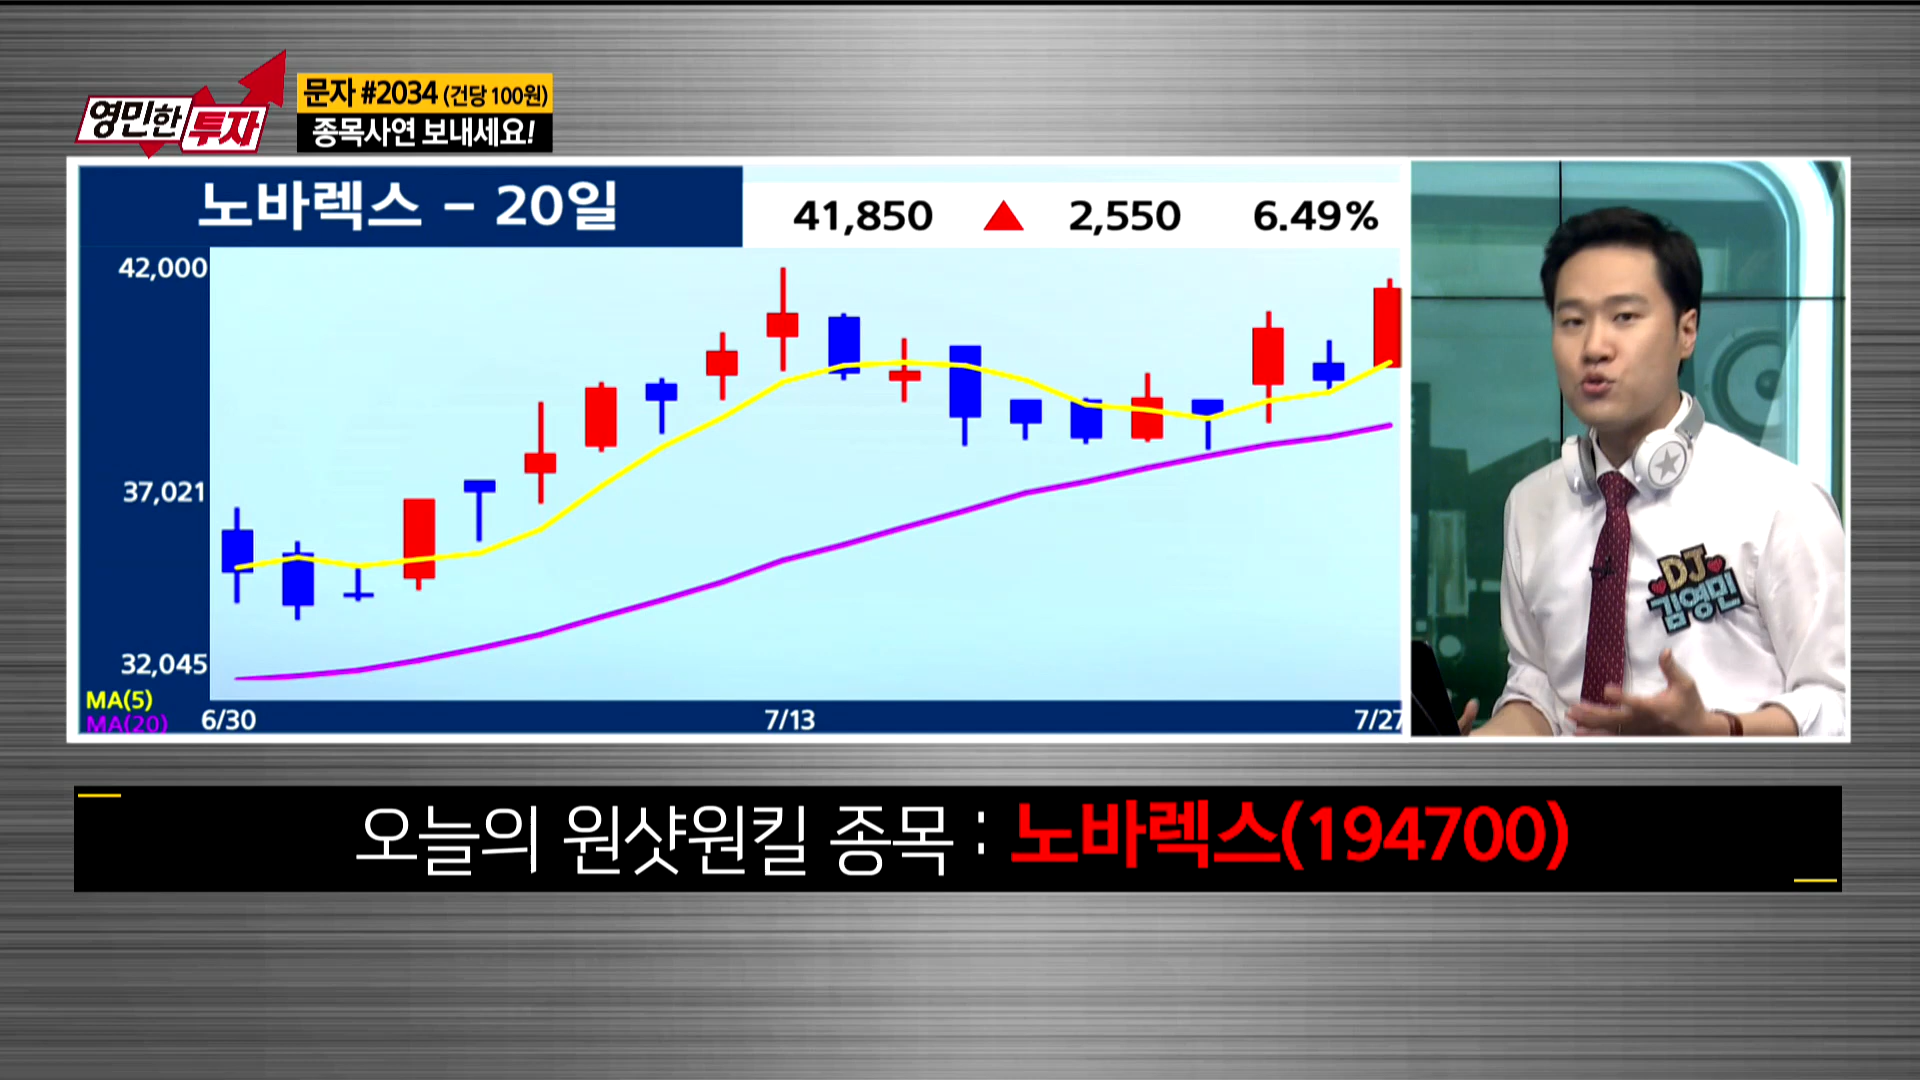 영민한 투자
문자 #2034 (건당 100원)
종목사연 보내세요!
노바렉스 - 20일
41,850 ▲ 2,550 6.49%
42,000
37,021
32,045
MA(5)
MA(20)
6/30 7/13 7/27
DJ
김영민
오늘의 원샷원킬 종목 : 노바렉스(194700)